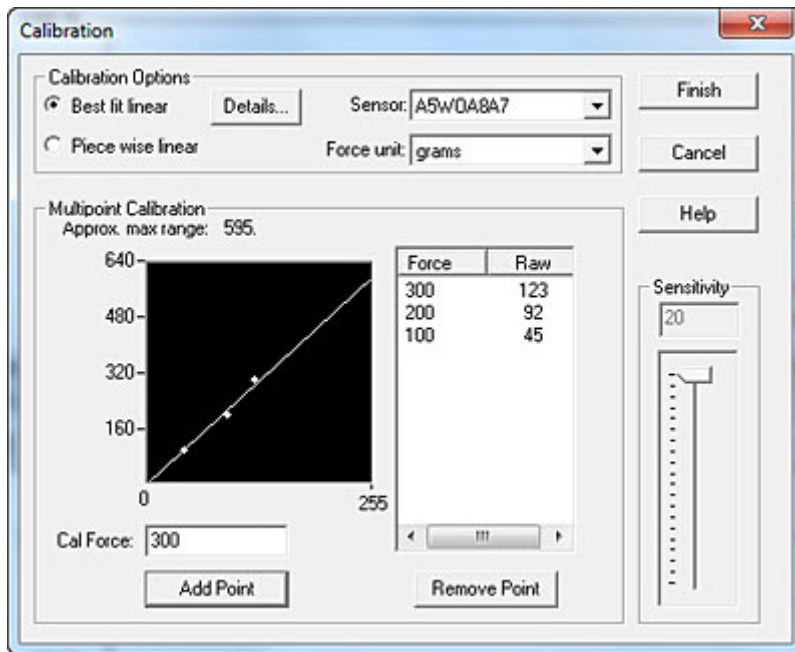 Calibration
Calibration Options
Best fit linear
Details...
Sensor: A5W0A8A7
Piece wise linear
Force unit: grams
Finish
Cancel
Help
Multipoint Calibration
Approx. max range: 595.
640
480
320
160
0
255
Force Raw
300 123
200 92
100 45
Cal Force: 300
Add Point
Remove Point
Sensitivity
20